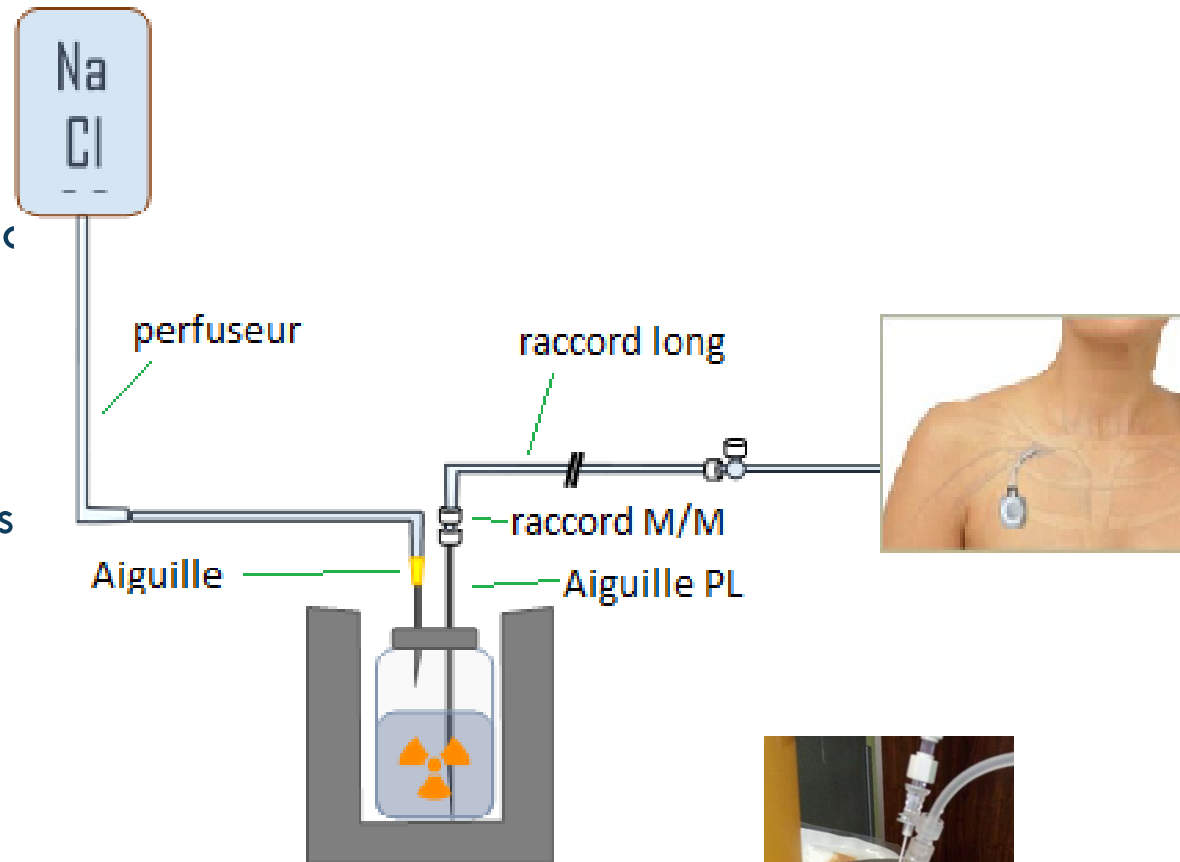 Na
Cl
perfuseur
raccord long
raccord M/M
Aiguille
Aiguille PL
s